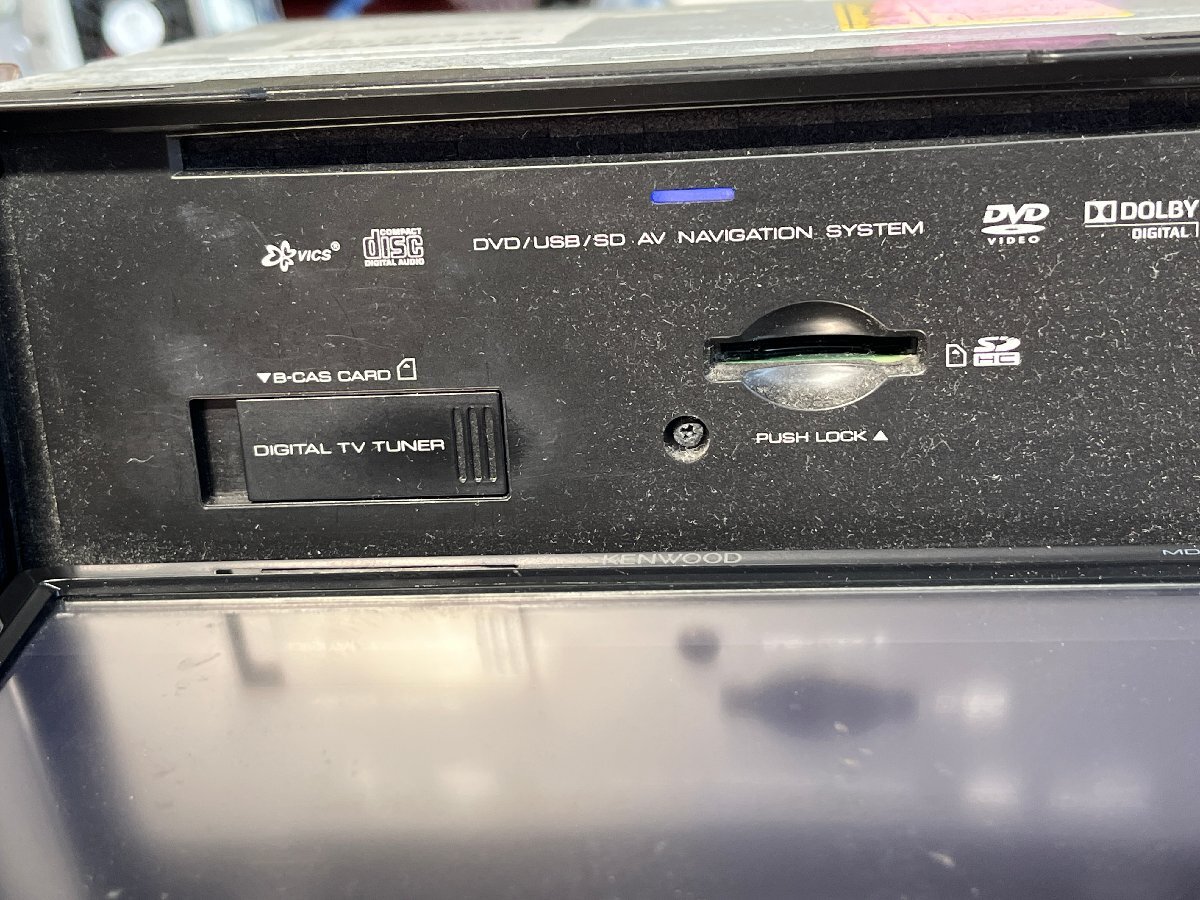 VICS®
COMPACT
disc
DIGITAL AUDIO
DVD/USB/SD AV NAVIGATION SYSTEM
DVD
VIDEO
DOLBY
DIGITAL
SD
HC
▼B-CAS CARD
DIGITAL TV TUNER
PUSH LOCK ▲
KENWOOD
MD